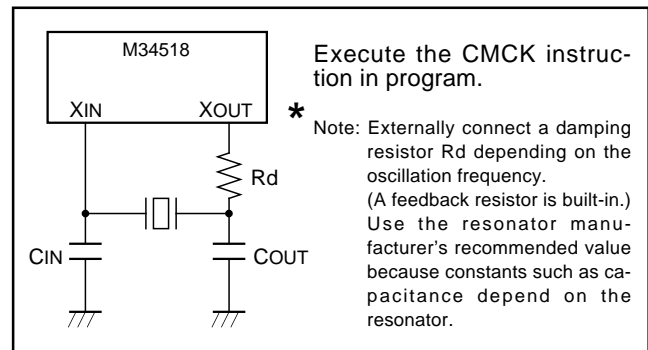 M34518
XIN
XOUT
Rd
CIN
COUT
Execute the CMCK instruc-
tion in program.
*
Note: Externally connect a damping
resistor Rd depending on the
oscillation frequency.
(A feedback resistor is built-in.)
Use the resonator manu-
facturer's recommended value
because constants such as ca-
pacitance depend on the
resonator.